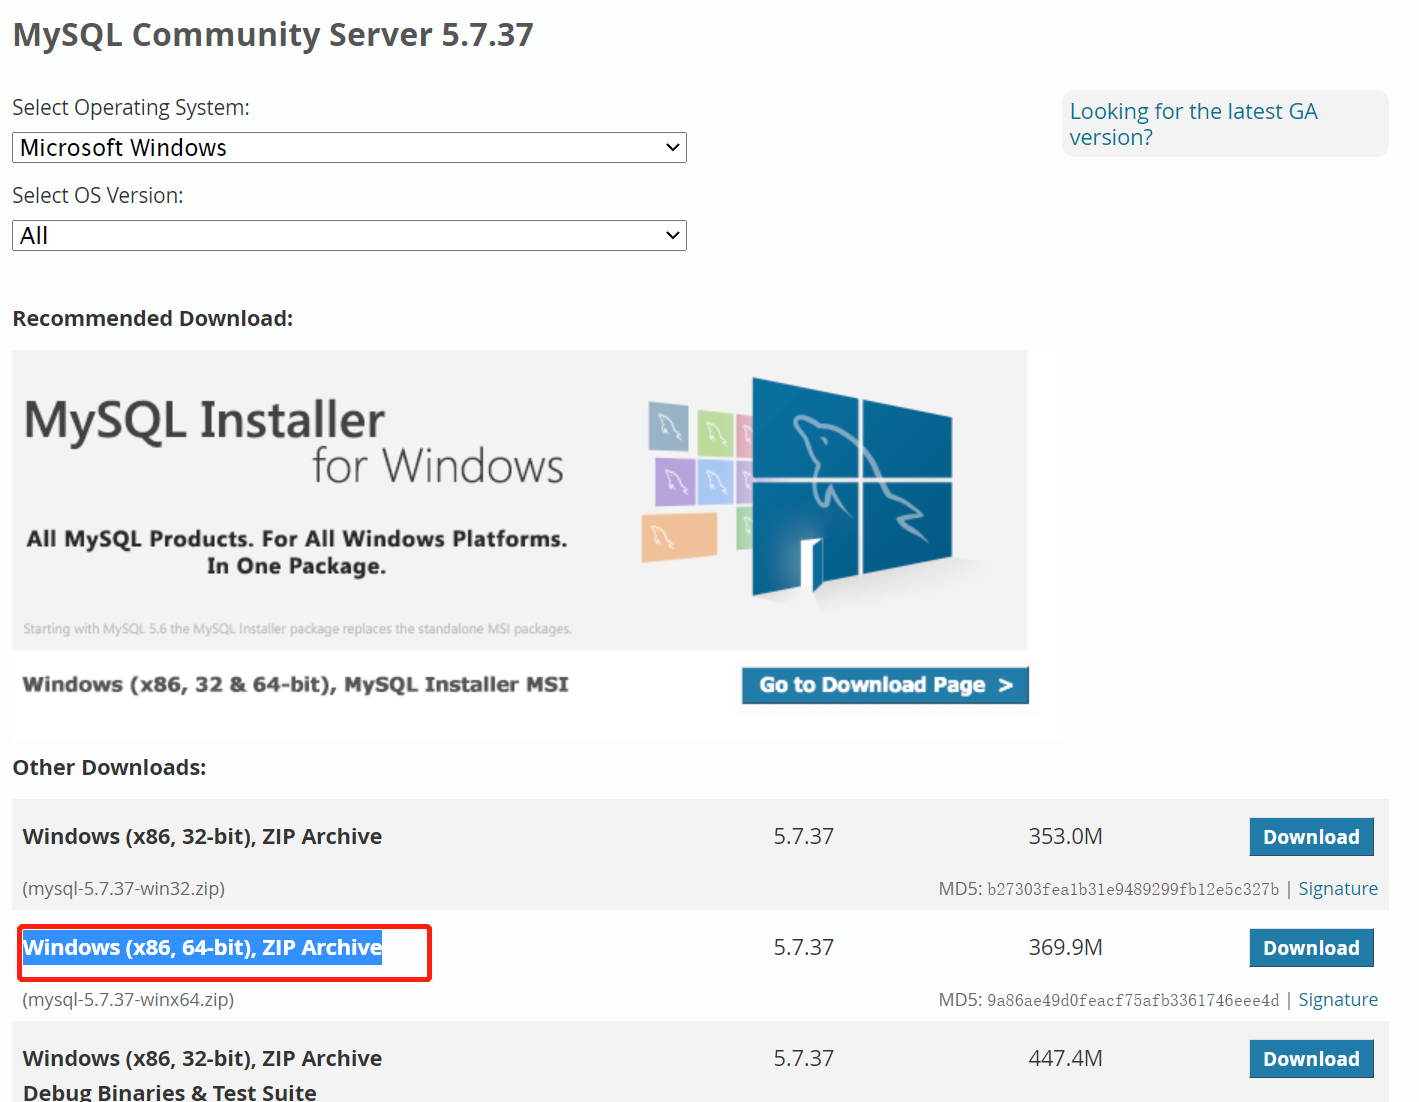 MySQL Community Server 5.7.37
Select Operating System:
Looking for the latest GA
version?
Microsoft Windows
Select OS Version:
All
Recommended Download:
MySQL Installer
for Windows
All MySQL Products. For All Windows Platforms.
In One Package.
Starting with MySQL 5.6 the MySQL Installer package replaces the standalone MSI packages.
Windows (x86, 32 & 64-bit), MySQL Installer MSI
Go to Download Page >
Other Downloads:
Windows (x86, 32-bit), ZIP Archive 5.7.37 353.0M Download
(mysql-5.7.37-win32.zip) MD5: b27303fea1b31e9489299fb12e5c327b | Signature
Windows (x86, 64-bit), ZIP Archive 5.7.37 369.9M Download
(mysql-5.7.37-winx64.zip) MD5: 9a86ae49d0feacf75afb3361746eee4d | Signature
Windows (x86, 32-bit), ZIP Archive 5.7.37 447.4M Download
Debug Binaries & Test Suite